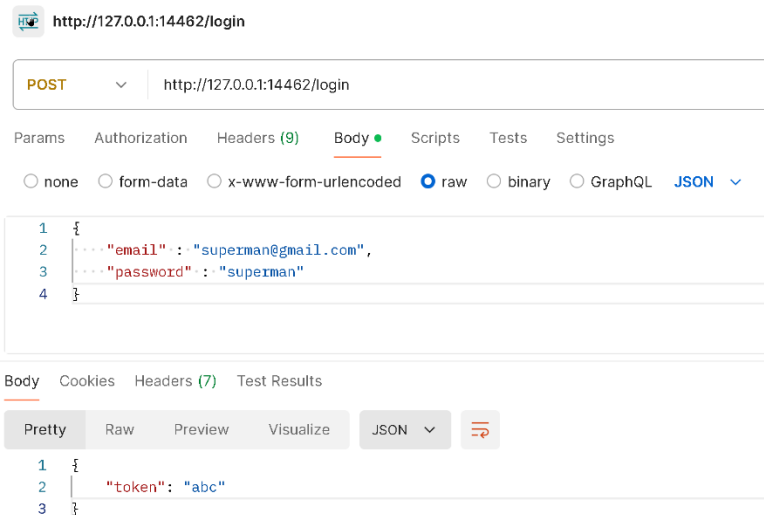 HTTP http://127.0.0.1:14462/login
POST http://127.0.0.1:14462/login
Params Authorization Headers (9) Body Scripts Tests Settings
none form-data x-www-form-urlencoded raw binary GraphQL JSON
1 {
2 "email" : "superman@gmail.com",
3 "password" : "superman"
4 }
Body Cookies Headers (7) Test Results
Pretty Raw Preview Visualize JSON
1 {
2 "token": "abc"
3 }